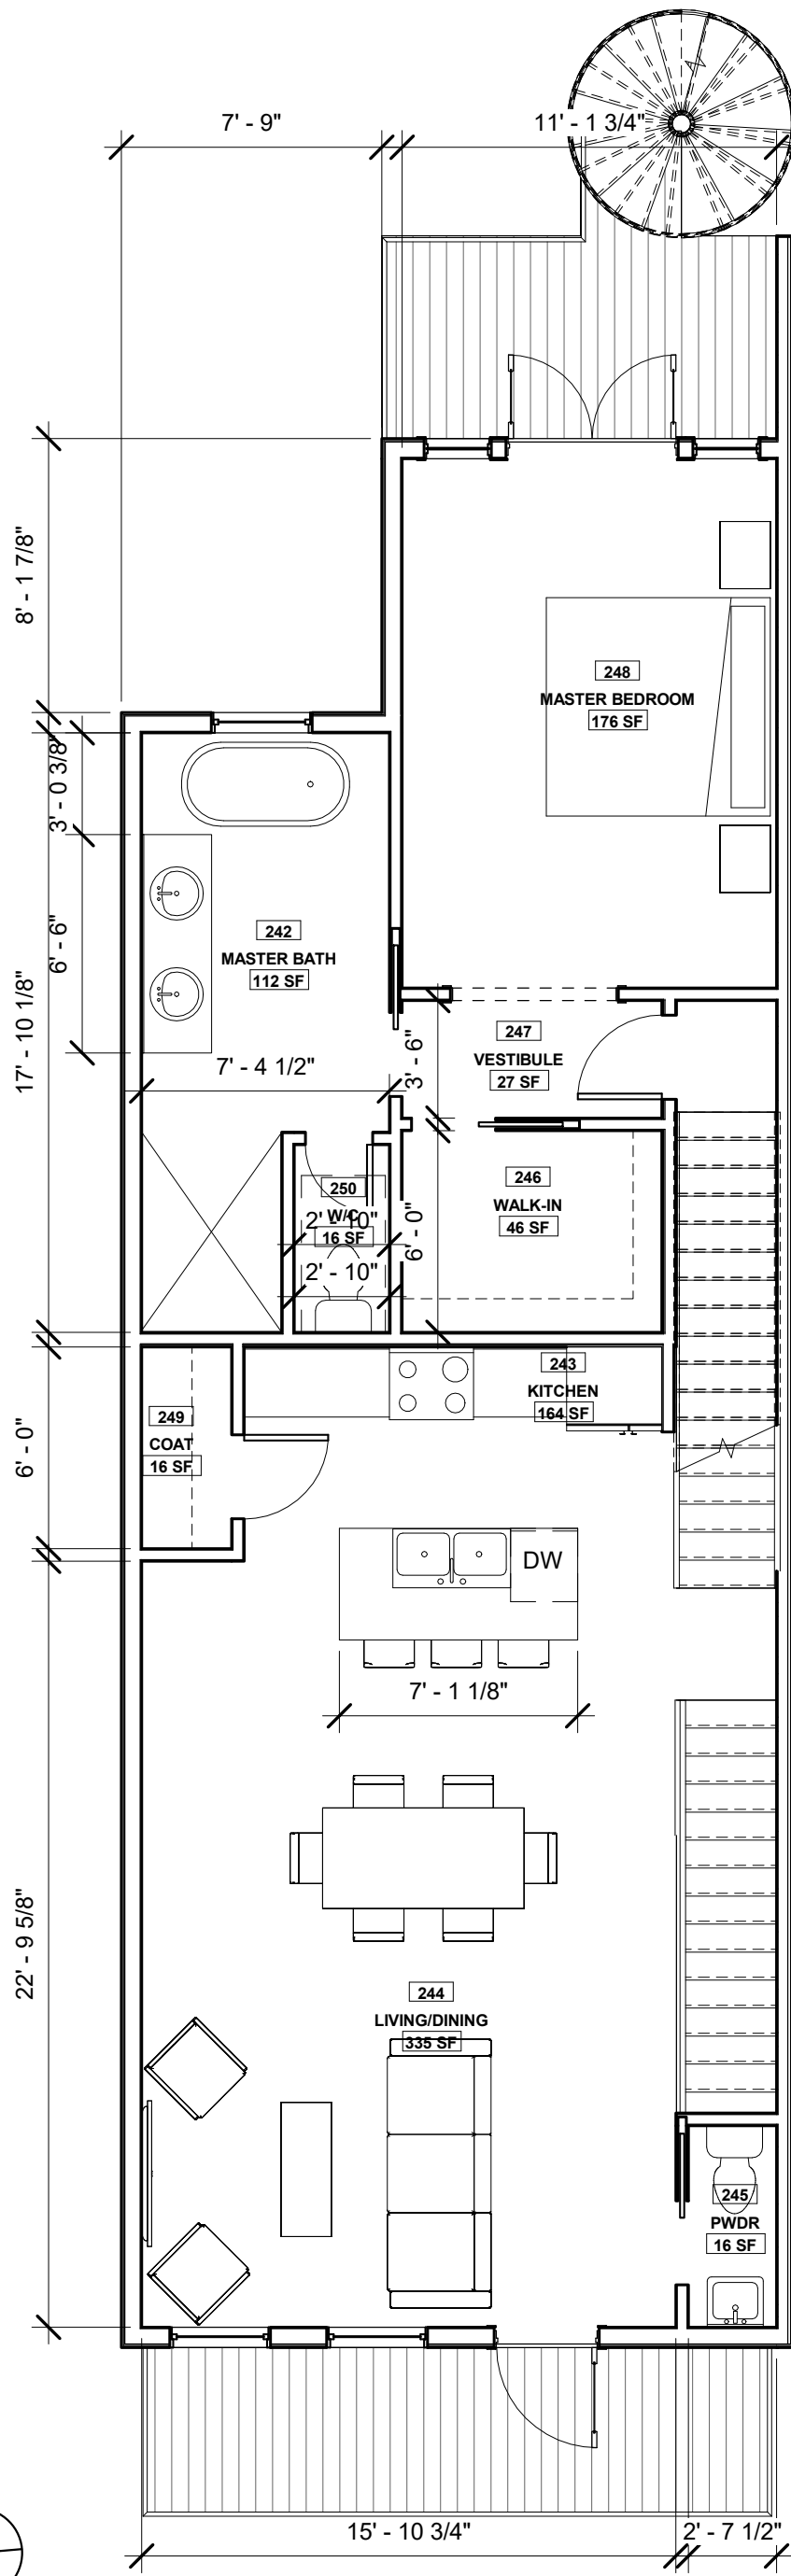 7' - 9"
11' - 1 3/4"
8' - 1 7/8"
248
MASTER BEDROOM
176 SF
3' - 0 3/8"
6' - 6"
17' - 10 1/8"
242
MASTER BATH
112 SF
7' - 4 1/2"
3' - 6"
247
VESTIBULE
27 SF
250
W/C
16 SF
2' - 10"
2' - 10"
6' - 0"
246
WALK-IN
46 SF
243
KITCHEN
164 SF
249
COAT
16 SF
6' - 0"
DW
7' - 1 1/8"
22' - 9 5/8"
244
LIVING/DINING
335 SF
245
PWDR
16 SF
15' - 10 3/4"
2' - 7 1/2"